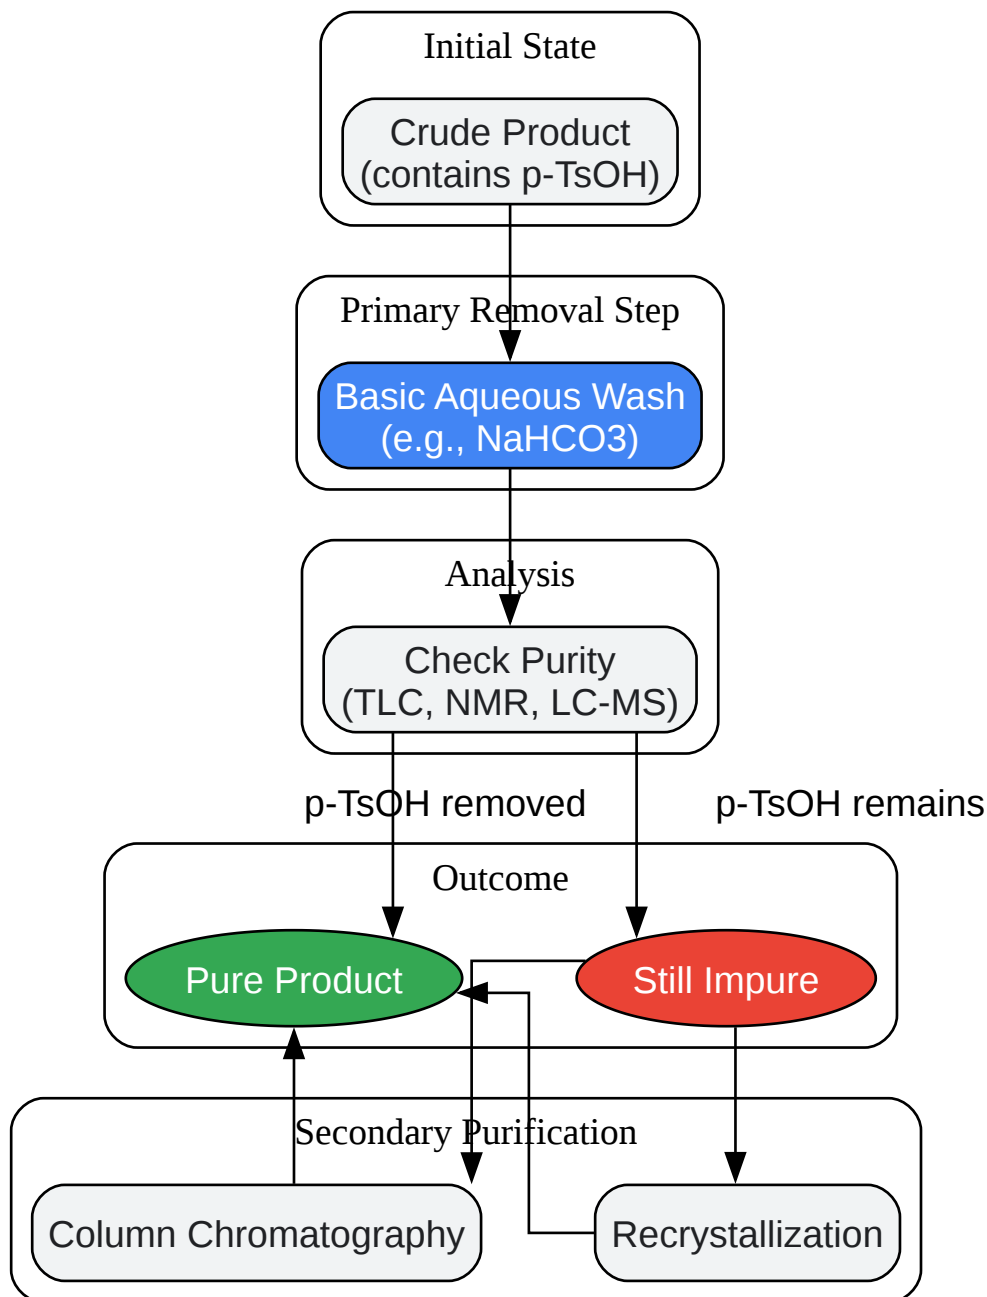 Initial State
Crude Product
(contains p-TsOH)
Primary Removal Step
Basic Aqueous Wash
(e.g., NaHCO3)
Analysis
Check Purity
(TLC, NMR, LC-MS)
p-TsOH removed
p-TsOH remains
Outcome
Pure Product
Still Impure
Secondary Purification
Column Chromatography
Recrystallization